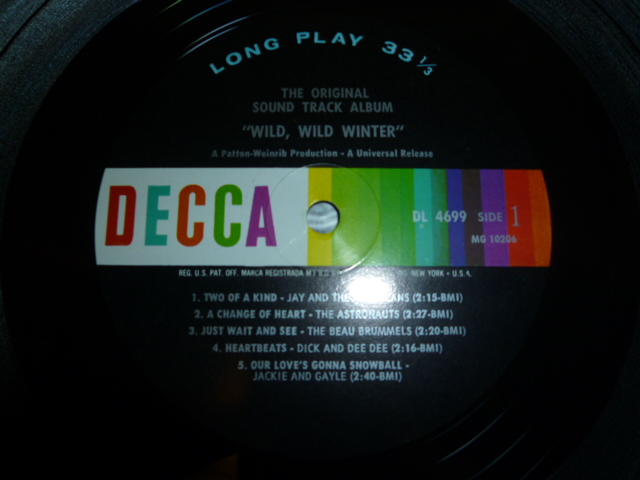 LONG PLAY 33 1/3
THE ORIGINAL
SOUND TRACK ALBUM
"WILD, WILD WINTER"
A Patton-Weinrib Production - A Universal Release
DECCA
DL 4699 SIDE 1
MG 10206
REG. U.S. PAT. OFF. MARCA REGISTRADA NEW YORK • U.S.A.
1. TWO OF A KIND - JAY AND THE (2:15-BMI)
2. A CHANGE OF HEART - THE ASTRONAUTS (2:27-BMI)
3. JUST WAIT AND SEE - THE BEAU BRUMMELS (2:20-BMI)
4. HEARTBEATS - DICK AND DEE DEE (2:16-BMI)
5. OUR LOVE'S GONNA SNOWBALL -
JACKIE AND GAYLE (2:40-BMI)